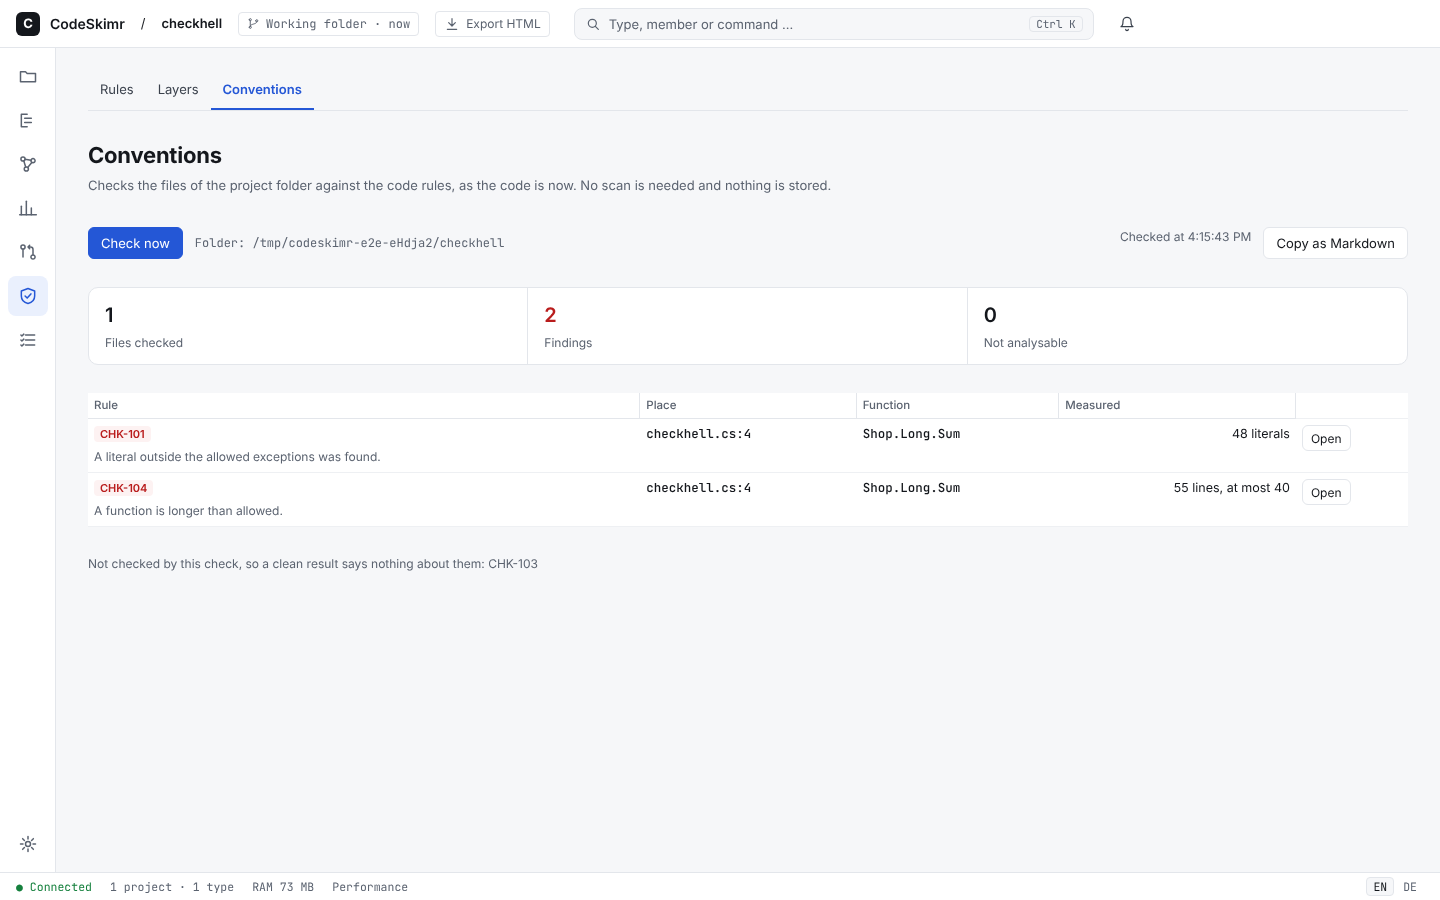 C CodeSkimr / checkhell Working folder · now Export HTML Type, member or command ... Ctrl K
Rules Layers Conventions
Conventions
Checks the files of the project folder against the code rules, as the code is now. No scan is needed and nothing is stored.
Check now Folder: /tmp/codeskimr-e2e-eHdja2/checkhell Checked at 4:15:43 PM Copy as Markdown
1 2 0
Files checked Findings Not analysable
Rule Place Function Measured
CHK-101 checkhell.cs:4 Shop.Long.Sum 48 literals Open
A literal outside the allowed exceptions was found.
CHK-104 checkhell.cs:4 Shop.Long.Sum 55 lines, at most 40 Open
A function is longer than allowed.
Not checked by this check, so a clean result says nothing about them: CHK-103
Connected 1 project · 1 type RAM 73 MB Performance EN DE